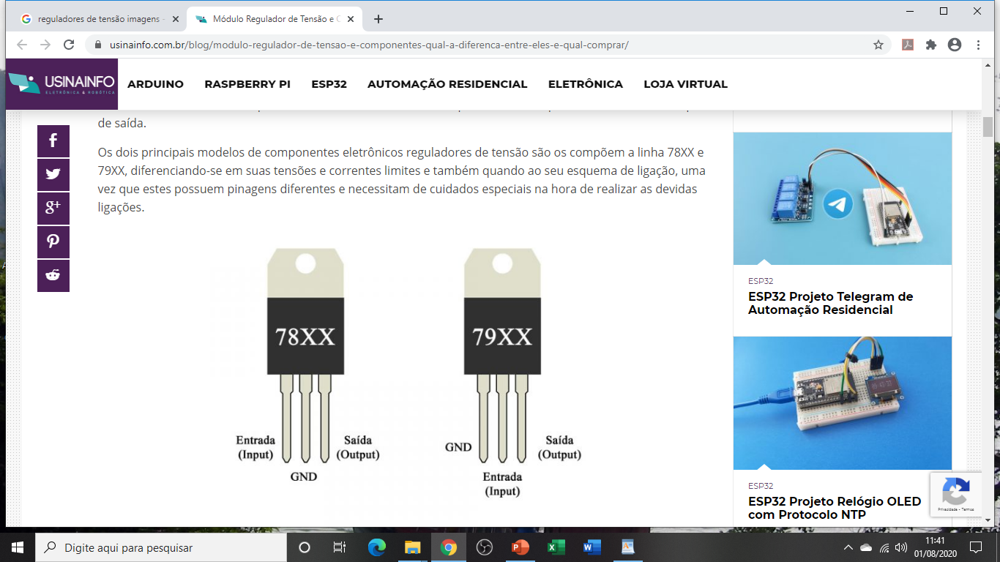 reguladores de tensão imagens -
Módulo Regulador de Tensão e C
usinainfo.com.br/blog/modulo-regulador-de-tensao-e-componentes-qual-a-diferenca-entre-eles-e-qual-comprar/
USINAINFO
ELETRÔNICA & ROBÓTICA
ARDUINO RASPBERRY PI ESP32 AUTOMAÇÃO RESIDENCIAL ELETRÔNICA LOJA VIRTUAL
de saída.
Os dois principais modelos de componentes eletrônicos reguladores de tensão são os compõem a linha 78XX e
79XX, diferenciando-se em suas tensões e correntes limites e também quando ao seu esquema de ligação, uma
vez que estes possuem pinagens diferentes e necessitam de cuidados especiais na hora de realizar as devidas
ligações.
78XX
Entrada
(Input)
GND
Saída
(Output)
79XX
GND
Entrada
(Input)
Saída
(Output)
ESP32
ESP32 Projeto Telegram de
Automação Residencial
ESP32
ESP32 Projeto Relógio OLED
com Protocolo NTP
Privacidade - Termos
Digite aqui para pesquisar
11:41
01/08/2020